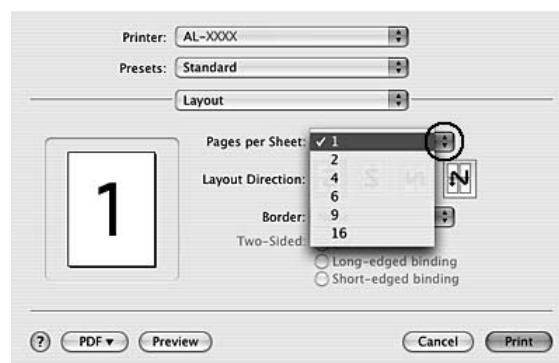 Printer: AL-XXXX
Presets: Standard
Layout
Pages per Sheet: ✓ 1
2
Layout Direction: 4
6
Border: 9
Two-Sided: 16
Long-edged binding
Short-edged binding
1
? PDF▼ Preview Cancel Print